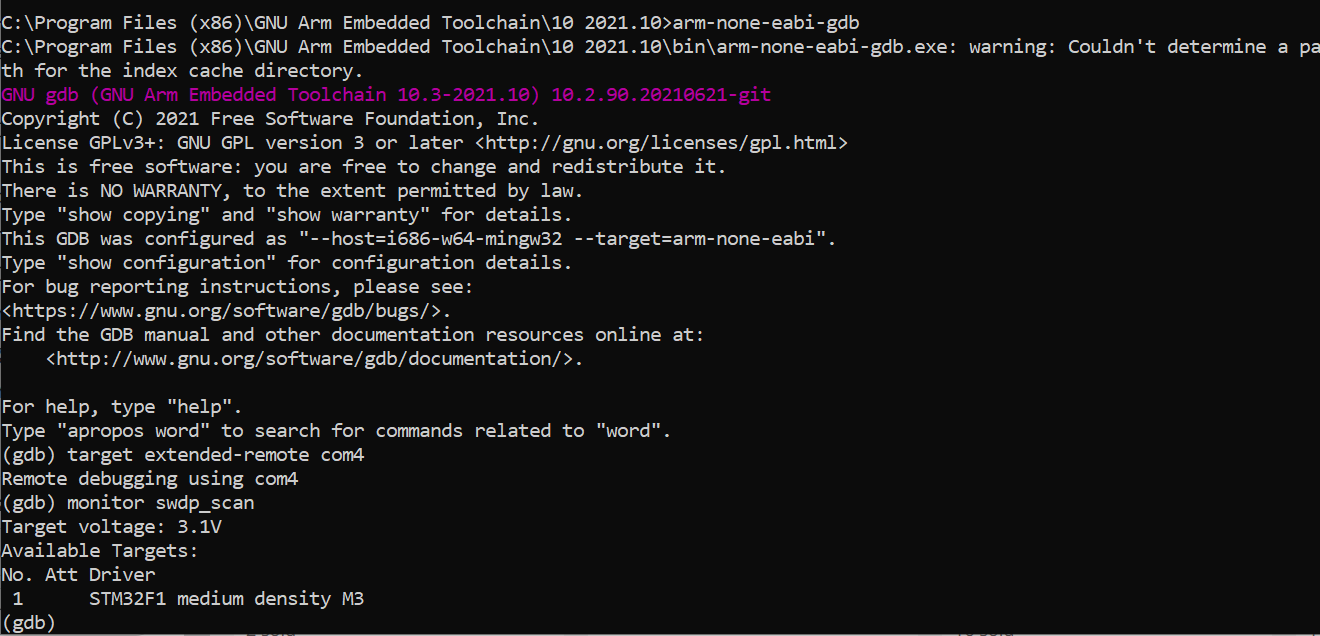 C:\Program Files (x86)\GNU Arm Embedded Toolchain\10 2021.10>arm-none-eabi-gdb
C:\Program Files (x86)\GNU Arm Embedded Toolchain\10 2021.10\bin\arm-none-eabi-gdb.exe: warning: Couldn't determine a pa
th for the index cache directory.
GNU gdb (GNU Arm Embedded Toolchain 10.3-2021.10) 10.2.90.20210621-git
Copyright (C) 2021 Free Software Foundation, Inc.
License GPLv3+: GNU GPL version 3 or later <http://gnu.org/licenses/gpl.html>
This is free software: you are free to change and redistribute it.
There is NO WARRANTY, to the extent permitted by law.
Type "show copying" and "show warranty" for details.
This GDB was configured as "--host=i686-w64-mingw32 --target=arm-none-eabi".
Type "show configuration" for configuration details.
For bug reporting instructions, please see:
<https://www.gnu.org/software/gdb/bugs/>.
Find the GDB manual and other documentation resources online at:
    <http://www.gnu.org/software/gdb/documentation/>.

For help, type "help".
Type "apropos word" to search for commands related to "word".
(gdb) target extended-remote com4
Remote debugging using com4
(gdb) monitor swdp_scan
Target voltage: 3.1V
Available Targets:
No. Att Driver
 1      STM32F1 medium density M3
(gdb)